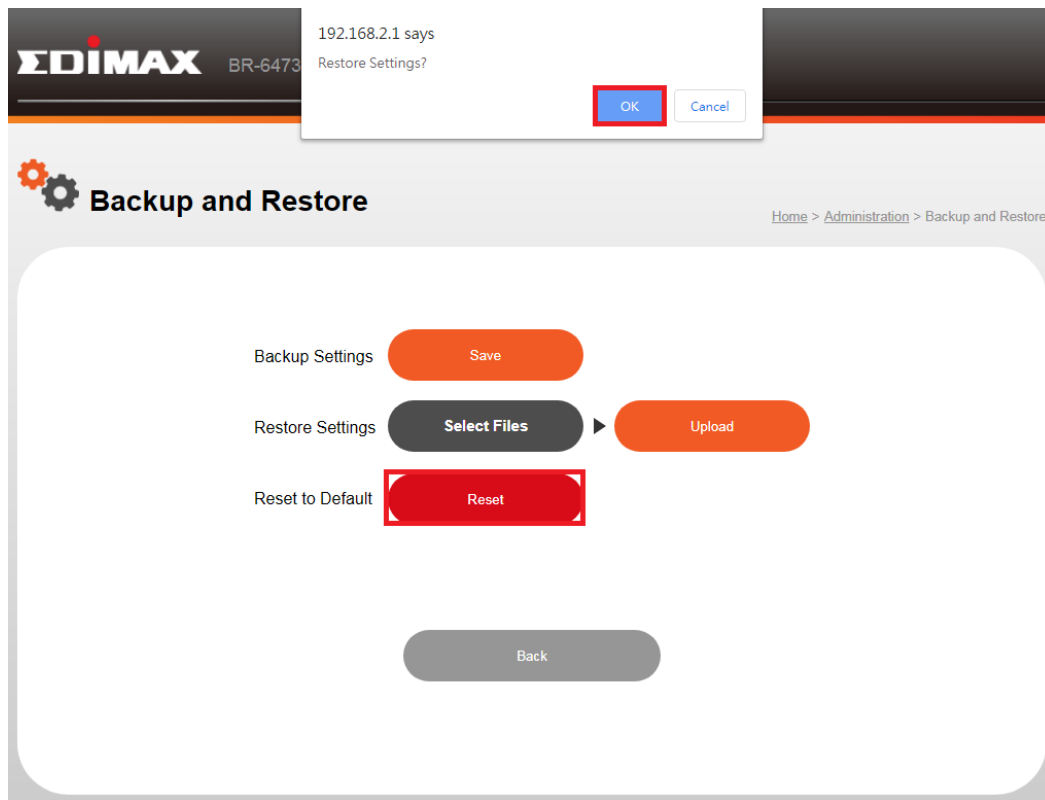 192.168.2.1 says
Restore Settings?
OK
Cancel
EDIMAX BR-6473
Backup and Restore
Home > Administration > Backup and Restore
Backup Settings Save
Restore Settings Select Files Upload
Reset to Default Reset
Back